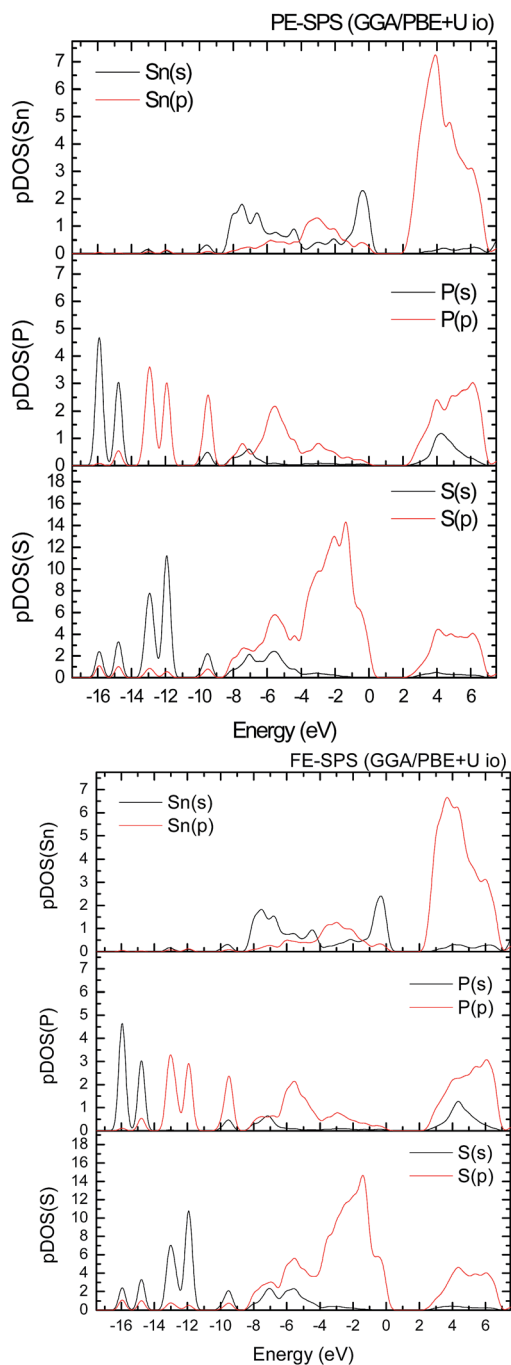 PE-SPS (GGA/PBE+U io)
Sn(s)
Sn(p)
pDOS(Sn)
7
6
5
4
3
2
1
0
P(s)
P(p)
pDOS(P)
7
6
5
4
3
2
1
0
S(s)
S(p)
pDOS(S)
18
16
14
12
10
8
6
4
2
0
-16 -14 -12 -10 -8 -6 -4 -2 0 2 4 6
Energy (eV)
FE-SPS (GGA/PBE+U io)
Sn(s)
Sn(p)
pDOS(Sn)
7
6
5
4
3
2
1
0
P(s)
P(p)
pDOS(P)
7
6
5
4
3
2
1
0
S(s)
S(p)
pDOS(S)
18
16
14
12
10
8
6
4
2
0
-16 -14 -12 -10 -8 -6 -4 -2 0 2 4 6
Energy (eV)